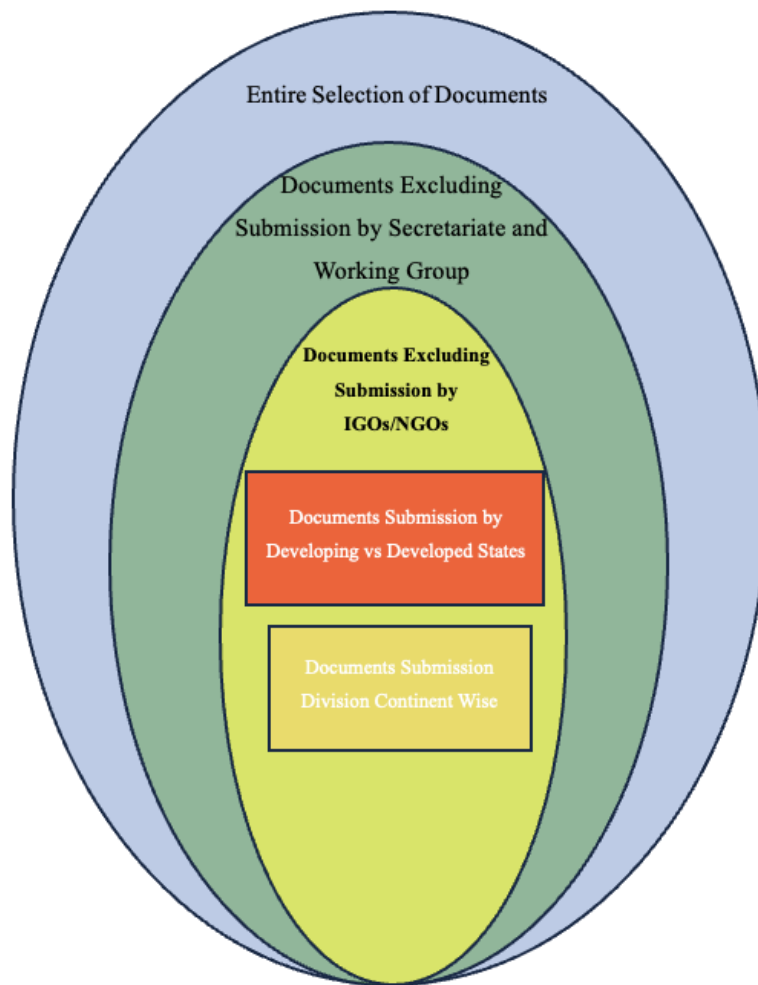 Entire Selection of Documents
Documents Excluding
Submission by Secretariate and
Working Group
Documents Excluding
Submission by
IGOs/NGOs
Documents Submission by
Developing vs Developed States
Documents Submission
Division Continent Wise